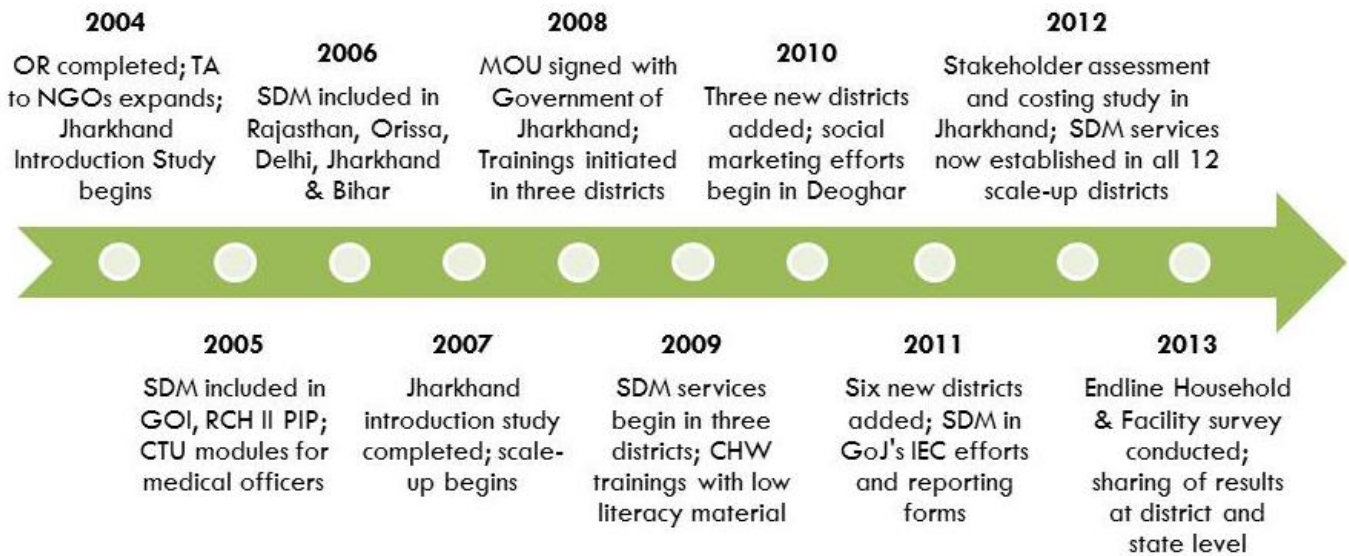 2004
OR completed; TA
to NGOs expands;
Jharkhand
Introduction Study
begins
2006
SDM included in
Rajasthan, Orissa,
Delhi, Jharkhand
& Bihar
2008
MOU signed with
Government of
Jharkhand;
Trainings initiated
in three districts
2010
Three new districts
added; social
marketing efforts
begin in Deoghar
2012
Stakeholder assessment
and costing study in
Jharkhand; SDM services
now established in all 12
scale-up districts
2005
SDM included in
GOI, RCH II PIP;
CTU modules for
medical officers
2007
Jharkhand
introduction study
completed; scale-
up begins
2009
SDM services
begin in three
districts; CHW
trainings with low
literacy material
2011
Six new districts
added; SDM in
GoJ's IEC efforts
and reporting
forms
2013
Endline Household
& Facility survey
conducted;
sharing of results
at district and
state level